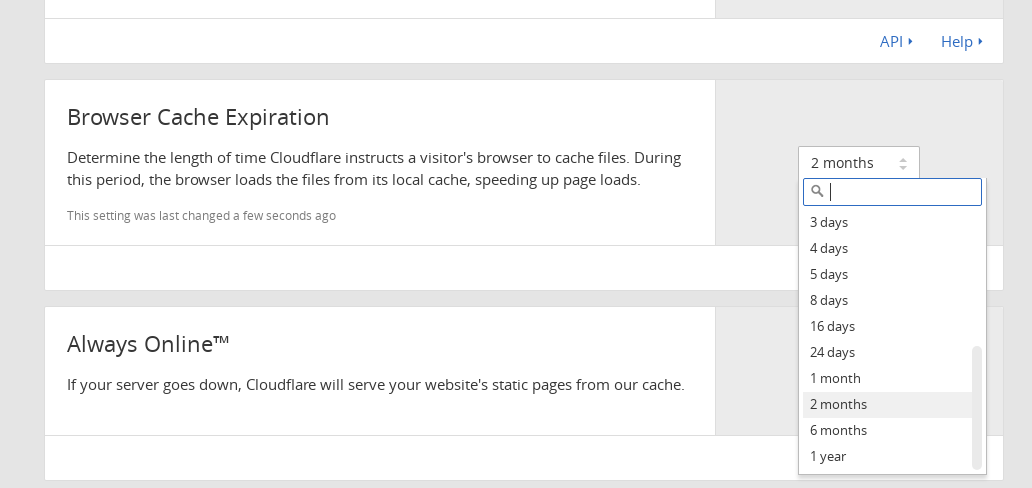 API
Help
Browser Cache Expiration
Determine the length of time Cloudflare instructs a visitor's browser to cache files. During
this period, the browser loads the files from its local cache, speeding up page loads.
This setting was last changed a few seconds ago
2 months
3 days
4 days
5 days
8 days
16 days
24 days
1 month
2 months
6 months
1 year
Always Online™
If your server goes down, Cloudflare will serve your website's static pages from our cache.